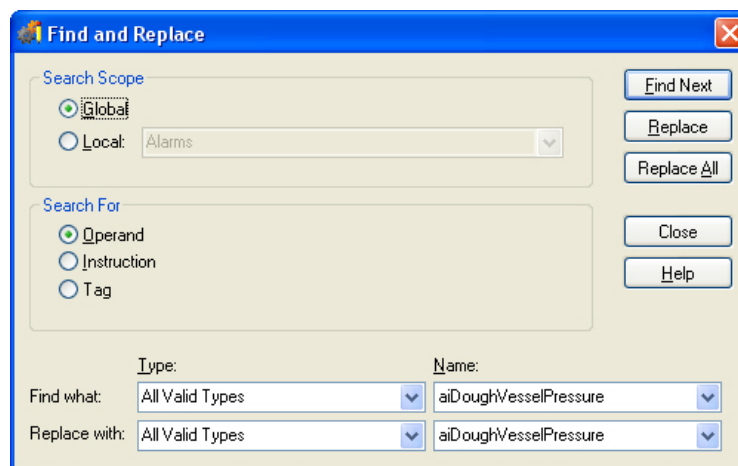 Find and Replace
Search Scope
Global
Local: Alarms
Find Next
Replace
Replace All
Search For
Operand
Instruction
Tag
Close
Help
Type: Name:
Find what: All Valid Types aiDoughVesselPressure
Replace with: All Valid Types aiDoughVesselPressure